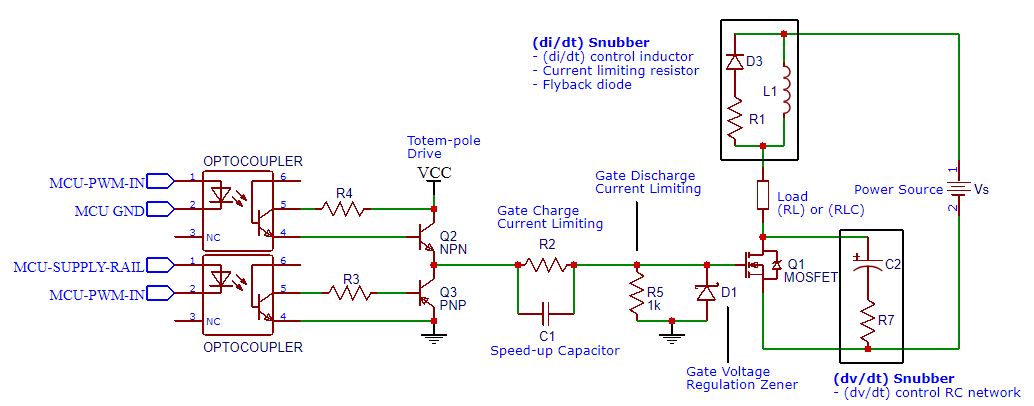 (di/dt) Snubber
- (di/dt) control inductor
- Current limiting resistor
- Flyback diode
D3
L1
R1
OPTOCOUPLER
MCU-PWM-IN
1
6
MCU GND
2
5
R4
3
NC
4
Totem-pole
Drive
VCC
Q2
NPN
MCU-SUPPLY-RAIL
1
6
MCU-PWM-IN
2
5
R3
3
NC
4
Q3
PNP
OPTOCOUPLER
Gate Charge
Current Limiting
R2
C1
Speed-up Capacitor
Gate Discharge
Current Limiting
R5
1k
D1
Gate Voltage
Regulation Zener
Load
(RL) or (RLC)
Power Source
1
2
Vs
Q1
MOSFET
+
C2
R7
(dv/dt) Snubber
- (dv/dt) control RC network